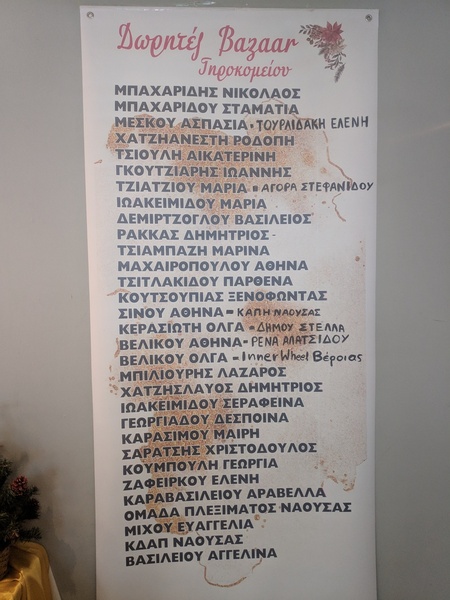 Δωρητές Bazaar
Γηροκομείου
ΜΠΑΧΑΡΙΔΗΣ ΝΙΚΟΛΑΟΣ
ΜΠΑΧΑΡΙΔΟΥ ΣΤΑΜΑΤΙΑ
ΜΕΣΚΟΥ ΑΣΠΑΣΙΑ - ΤΟΥΡΛΙΔΑΚΗ ΕΛΕΝΗ
ΧΑΤΖΗΑΝΕΣΤΗ ΡΟΔΟΠΗ
ΤΣΙΟΥΛΗ ΑΙΚΑΤΕΡΙΝΗ
ΓΚΟΥΤΖΙΑΡΗΣ ΙΩΑΝΝΗΣ
ΤΖΙΑΤΖΙΟΥ ΜΑΡΙΑ - ΑΓΟΡΑ ΣΤΕΦΑΝΙΔΟΥ
ΙΩΑΚΕΙΜΙΔΟΥ ΜΑΡΙΑ
ΔΕΜΙΡΤΖΟΓΛΟΥ ΒΑΣΙΛΕΙΟΣ
ΡΑΚΚΑΣ ΔΗΜΗΤΡΙΟΣ -
ΤΣΙΑΜΠΑΖΗ ΜΑΡΙΝΑ
ΜΑΧΑΙΡΟΠΟΥΛΟΥ ΑΘΗΝΑ
ΤΣΙΤΛΑΚΙΔΟΥ ΠΑΡΘΕΝΑ
ΚΟΥΤΣΟΥΠΙΑΣ ΞΕΝΟΦΩΝΤΑΣ
ΣΙΝΟΥ ΑΘΗΝΑ - ΚΑΠΗ ΝΑΟΥΣΑΣ
ΚΕΡΑΣΙΩΤΗ ΟΛΓΑ - ΔΗΜΟΥ ΣΤΕΛΛΑ
ΒΕΛΙΚΟΥ ΑΘΗΝΑ - ΡΕΝΑ ΑΛΑΤΣΙΔΟΥ
ΒΕΛΙΚΟΥ ΟΛΓΑ - Inner Wheel Βέροιας
ΜΠΙΛΙΟΥΡΗΣ ΛΑΖΑΡΟΣ
ΧΑΤΖΗΣΛΑΥΟΣ ΔΗΜΗΤΡΙΟΣ
ΙΩΑΚΕΙΜΙΔΟΥ ΣΕΡΑΦΕΙΝΑ
ΓΕΩΡΓΙΑΔΟΥ ΔΕΣΠΟΙΝΑ
ΚΑΡΑΣΙΜΟΥ ΜΑΙΡΗ
ΣΑΡΑΤΣΗΣ ΧΡΙΣΤΟΔΟΥΛΟΣ
ΚΟΥΜΠΟΥΛΗ ΓΕΩΡΓΙΑ
ΖΑΦΕΙΡΚΟΥ ΕΛΕΝΗ
ΚΑΡΑΒΑΣΙΛΕΙΟΥ ΑΡΑΒΕΛΛΑ
ΟΜΑΔΑ ΠΛΕΞΙΜΑΤΟΣ ΝΑΟΥΣΑΣ
ΜΙΧΟΥ ΕΥΑΓΓΕΛΙΑ
ΚΔΑΠ ΝΑΟΥΣΑΣ
ΒΑΣΙΛΕΙΟΥ ΑΓΓΕΛΙΝΑ